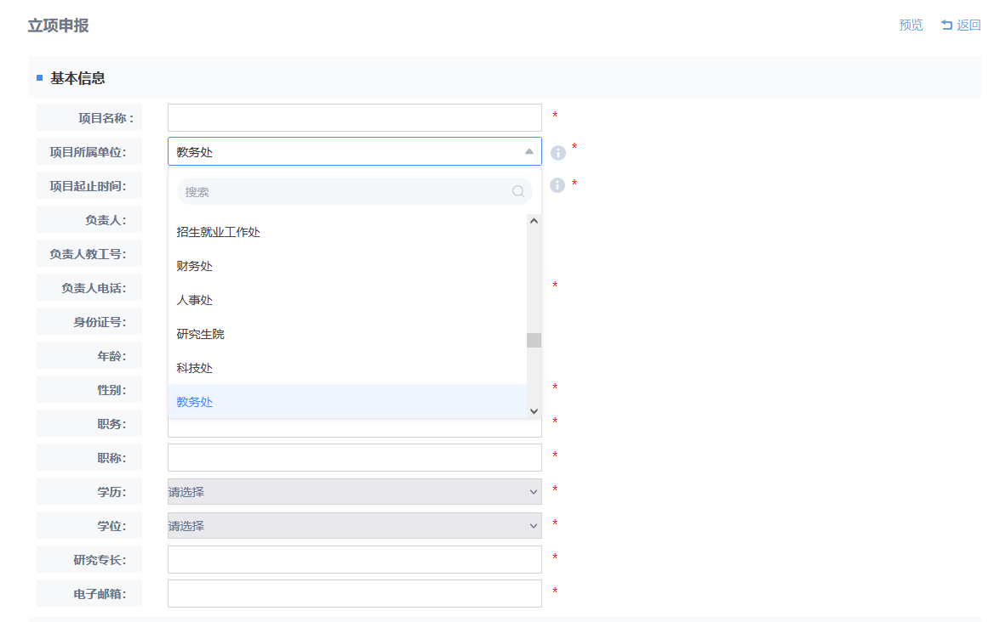 立项申报
预览 返回
基本信息
项目名称： *
项目所属单位： 教务处 *
项目起止时间： 搜索 *
负责人：
招生就业工作处
负责人教工号：
财务处
负责人电话： *
人事处
身份证号：
研究生院
年龄：
科技处
性别： *
教务处
职务： *
职称： *
学历： 请选择 *
学位： 请选择 *
研究专长： *
电子邮箱： *